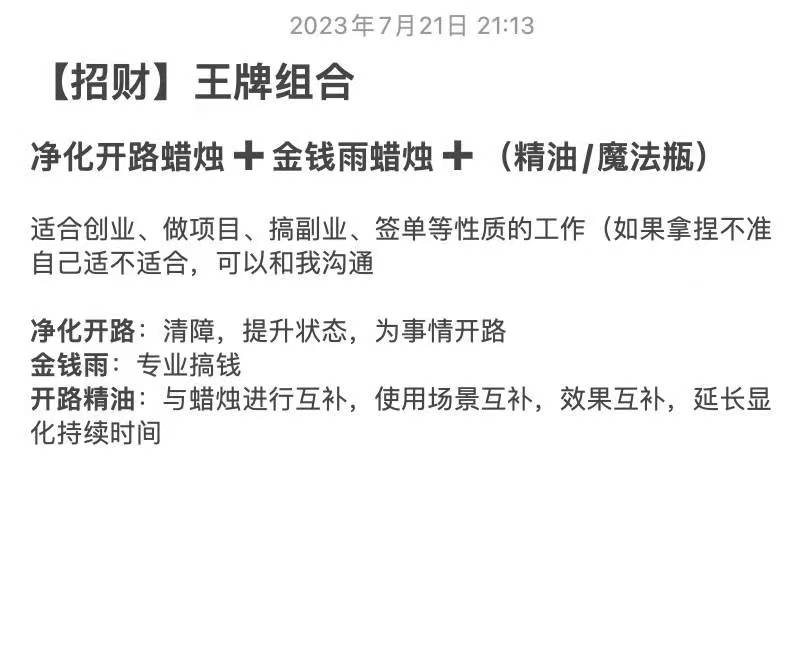 2023年7月21日 21:13
【招财】王牌组合
净化开路蜡烛➕金钱雨蜡烛➕（精油/魔法瓶）
适合创业、做项目、搞副业、签单等性质的工作（如果拿捏不准
自己适不适合，可以和我沟通
净化开路：清障，提升状态，为事情开路
金钱雨：专业搞钱
开路精油：与蜡烛进行互补，使用场景互补，效果互补，延长显
化持续时间